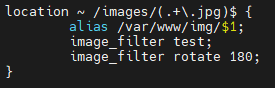 location ~ /images/(.+\.jpg)$ {
        alias /var/www/img/$1;
        image_filter test;
        image_filter rotate 180;
}